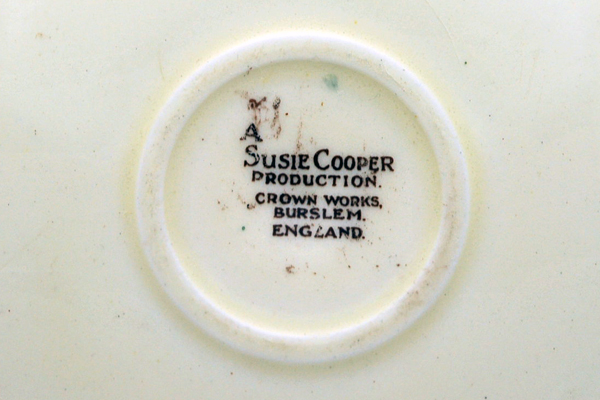 A
SUSIE COOPER
PRODUCTION.
CROWN WORKS,
BURSLEM.
ENGLAND.